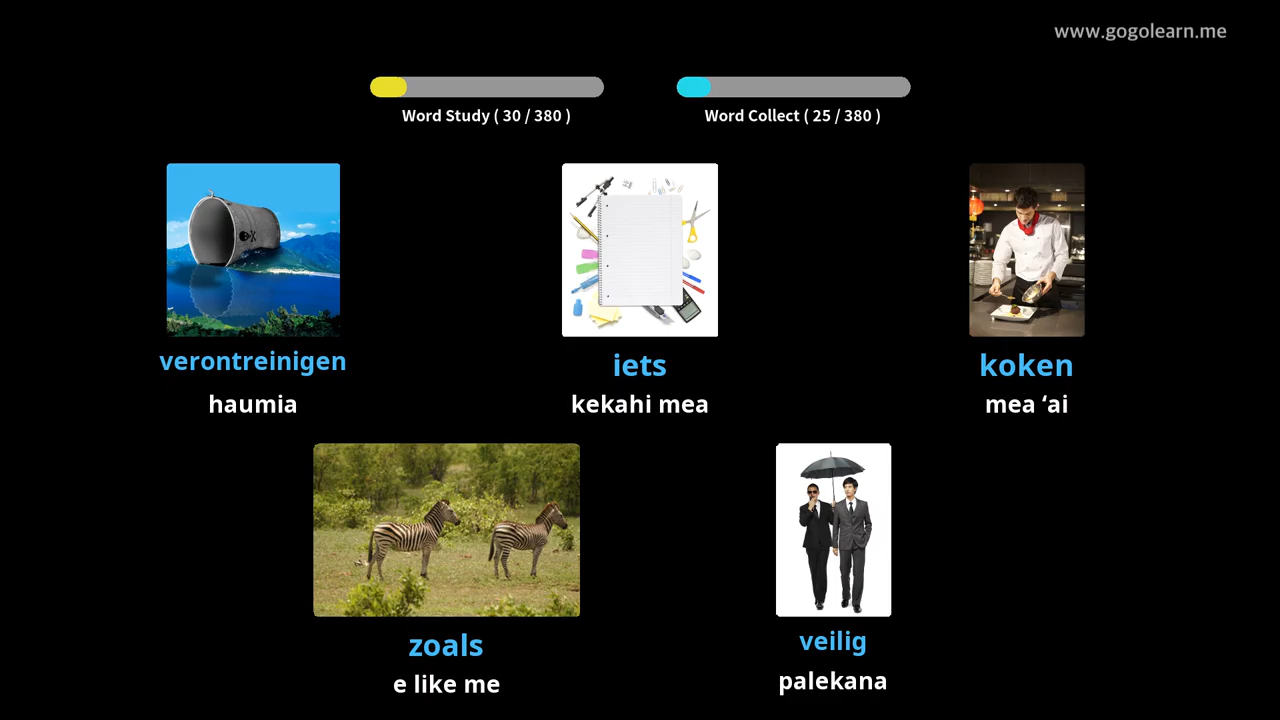 www.gogolearn.me
Word Study ( 30 / 380 )
Word Collect ( 25 / 380 )
verontreinigen
haumia
iets
kekahi mea
koken
mea ‘ai
zoals
e like me
veilig
palekana